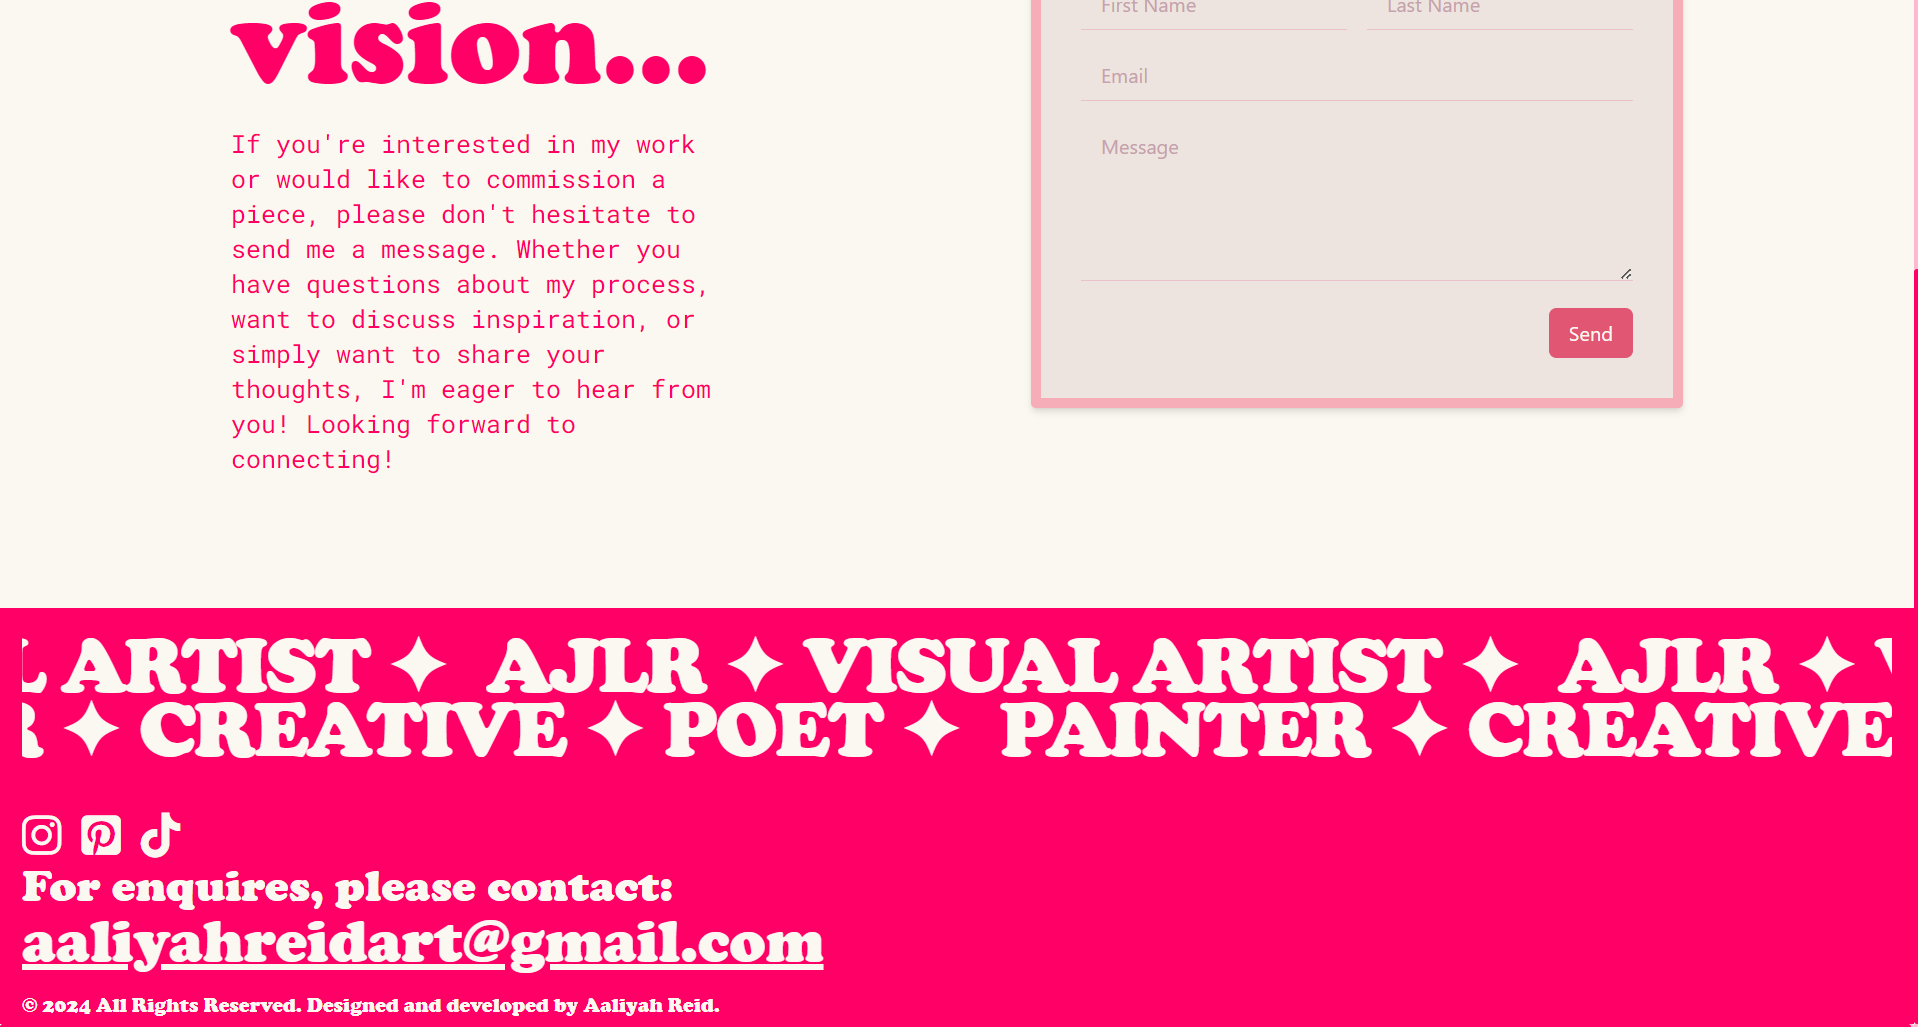 vision...
If you're interested in my work
or would like to commission a
piece, please don't hesitate to
send me a message. Whether you
have questions about my process,
want to discuss inspiration, or
simply want to share your
thoughts, I'm eager to hear from
you! Looking forward to
connecting!
First Name
Last Name
Email
Message
Send
L ARTIST ✦ AJLR ✦ VISUAL ARTIST ✦ AJLR ✦ V
R ✦ CREATIVE ✦ POET ✦ PAINTER ✦ CREATIVE
For enquires, please contact:
aaliyahreidart@gmail.com
© 2024 All Rights Reserved. Designed and developed by Aaliyah Reid.